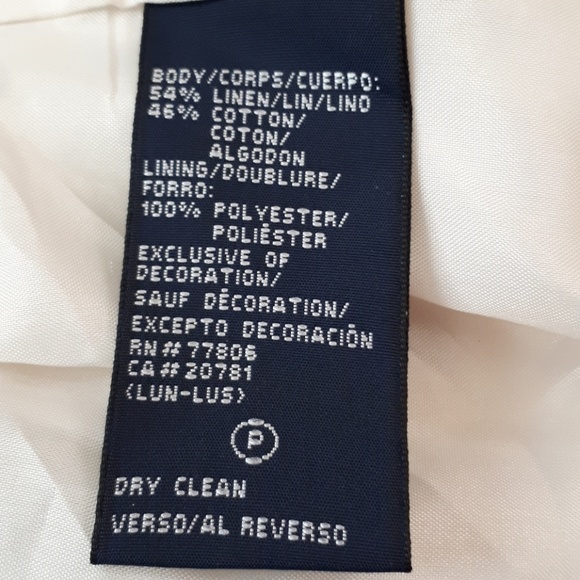 BODY/CORPS/CUERPO:
54% LINEN/LIN/LINO
46% COTTON/
COTON/
ALGODON
LINING/DOUBLURE/
FORRO:
100% POLYESTER/
POLIÉSTER
EXCLUSIVE OF
DECORATION/
SAUF DÉCORATION/
EXCEPTO DECORACIÓN
RN# 77806
CA# 20781
<LUN-LUS>
P
DRY CLEAN
VERSO/AL REVERSO